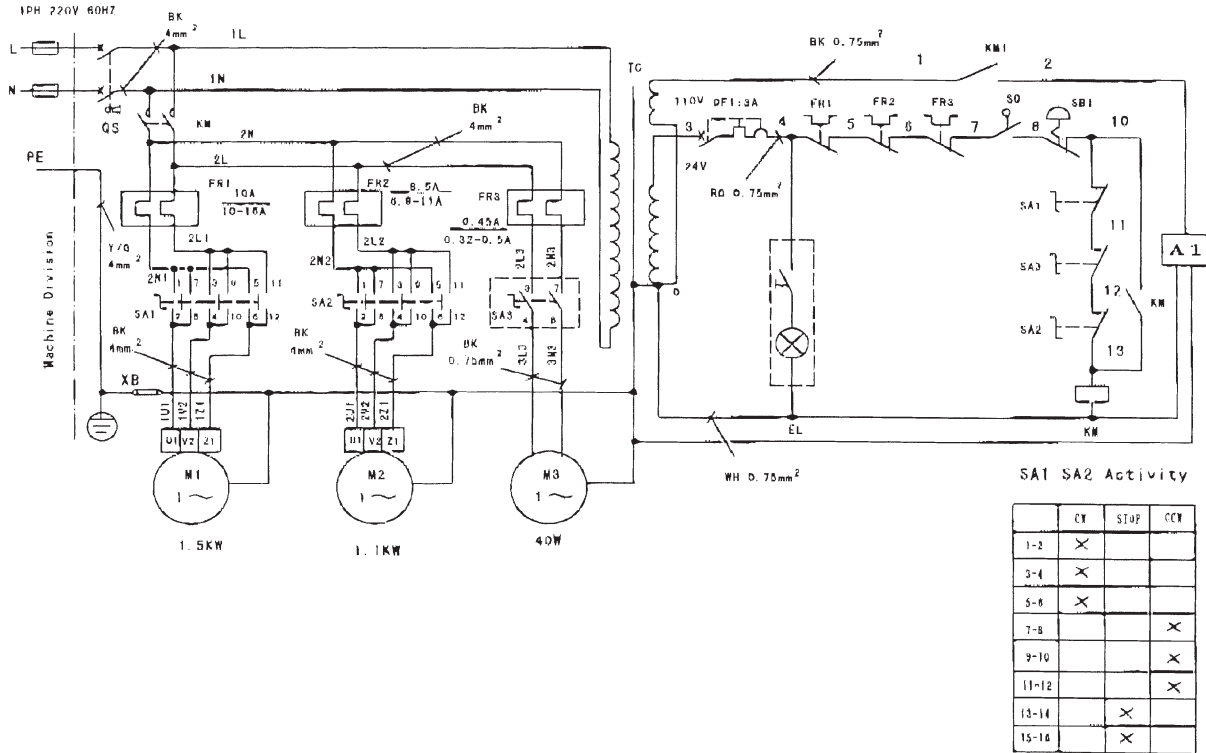 1PH 220V 60HZ
L
N
BK
4mm²
1L
1N
BK
4mm²
QS
KM
2N
2L
PE
FR1
10A
10-16A
FR2
8.5A
6.8-11A
FR3
0.45A
0.32-0.5A
Y/G
4mm²
Machine Division
2L1
2N1
1 7 3 9 5 11
SA1
2 8 4 10 6 12
2L2
2N2
1 7 3 9 5 11
SA2
2 8 4 10 6 12
2L3
2N3
3 7
SA3
4 8
BK
4mm²
BK
4mm²
BK
0.75mm²
3L3
3N3
XB
1U1
1V2
1Z1
2U1
2V2
2Z1
U1 V2 Z1
U1 V2 Z1
M1
1 ~
M2
1 ~
M3
1 ~
1.5KW
1.1KW
40W
TC
BK 0.75mm²
1
KM1
2
110V
DF1:3A
FR1
FR2
FR3
SQ
SB1
3
4
5
6
7
8
10
24V
RD 0.75mm²
SA1
11
SA3
12
KM
SA2
13
A1
0
EL
KM
WH 0.75mm²
SA1 SA2 Activity
CW STOP CCW
1-2 X
3-4 X
5-6 X
7-8 X
9-10 X
11-12 X
13-14 X
15-16 X